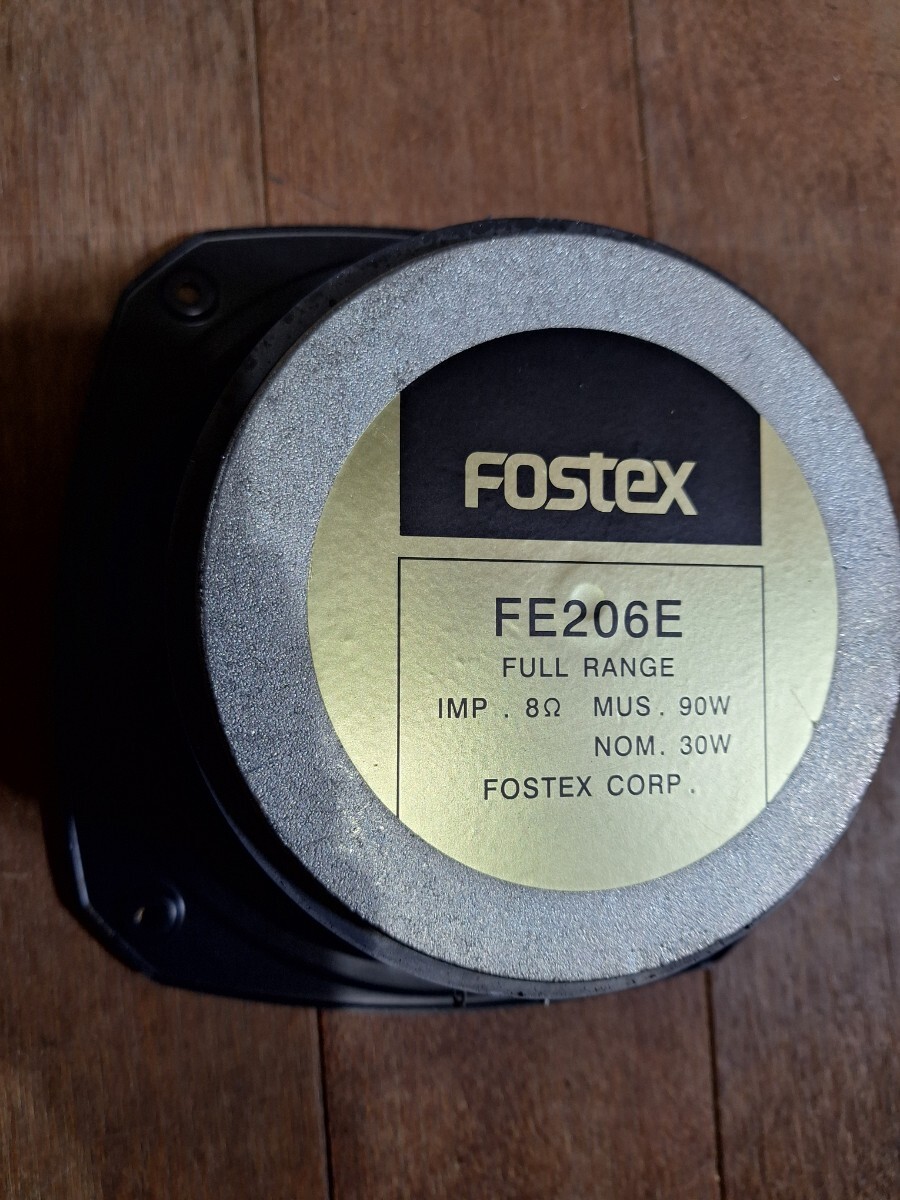 FOSTEX
FE206E
FULL RANGE
IMP . 8Ω MUS. 90W
NOM. 30W
FOSTEX CORP.